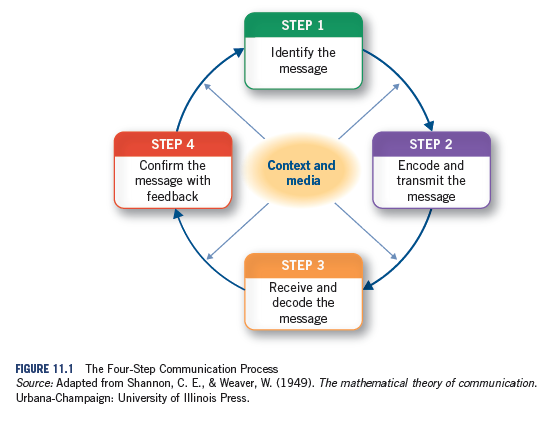 STEP 1
Identify the
message
STEP 2
Encode and
transmit the
message
STEP 4
Confirm the
message with
feedback
Context and
media
STEP 3
Receive and
decode the
message
FIGURE 11.1 The Four-Step Communication Process
Source: Adapted from Shannon, C. E., & Weaver, W. (1949). The mathematical theory of communication.
Urbana-Champaign: University of Illinois Press.